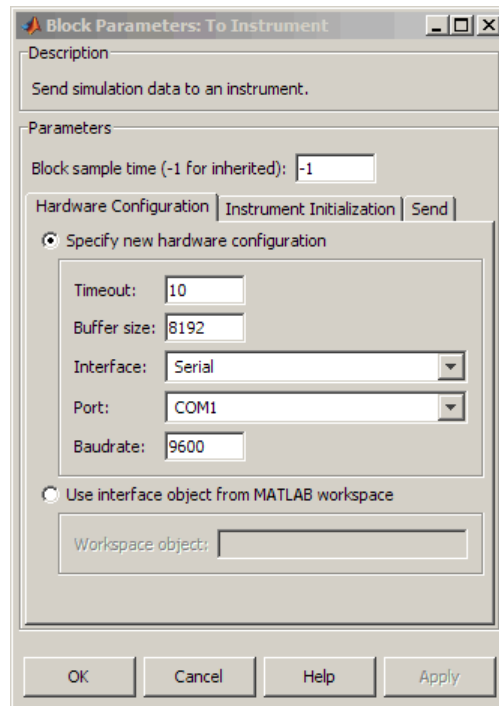 Block Parameters: To Instrument
Description
Send simulation data to an instrument.
Parameters
Block sample time (-1 for inherited): -1
Hardware Configuration Instrument Initialization Send
Specify new hardware configuration
Timeout: 10
Buffer size: 8192
Interface: Serial
Port: COM1
Baudrate: 9600
Use interface object from MATLAB workspace
Workspace object:
OK Cancel Help Apply